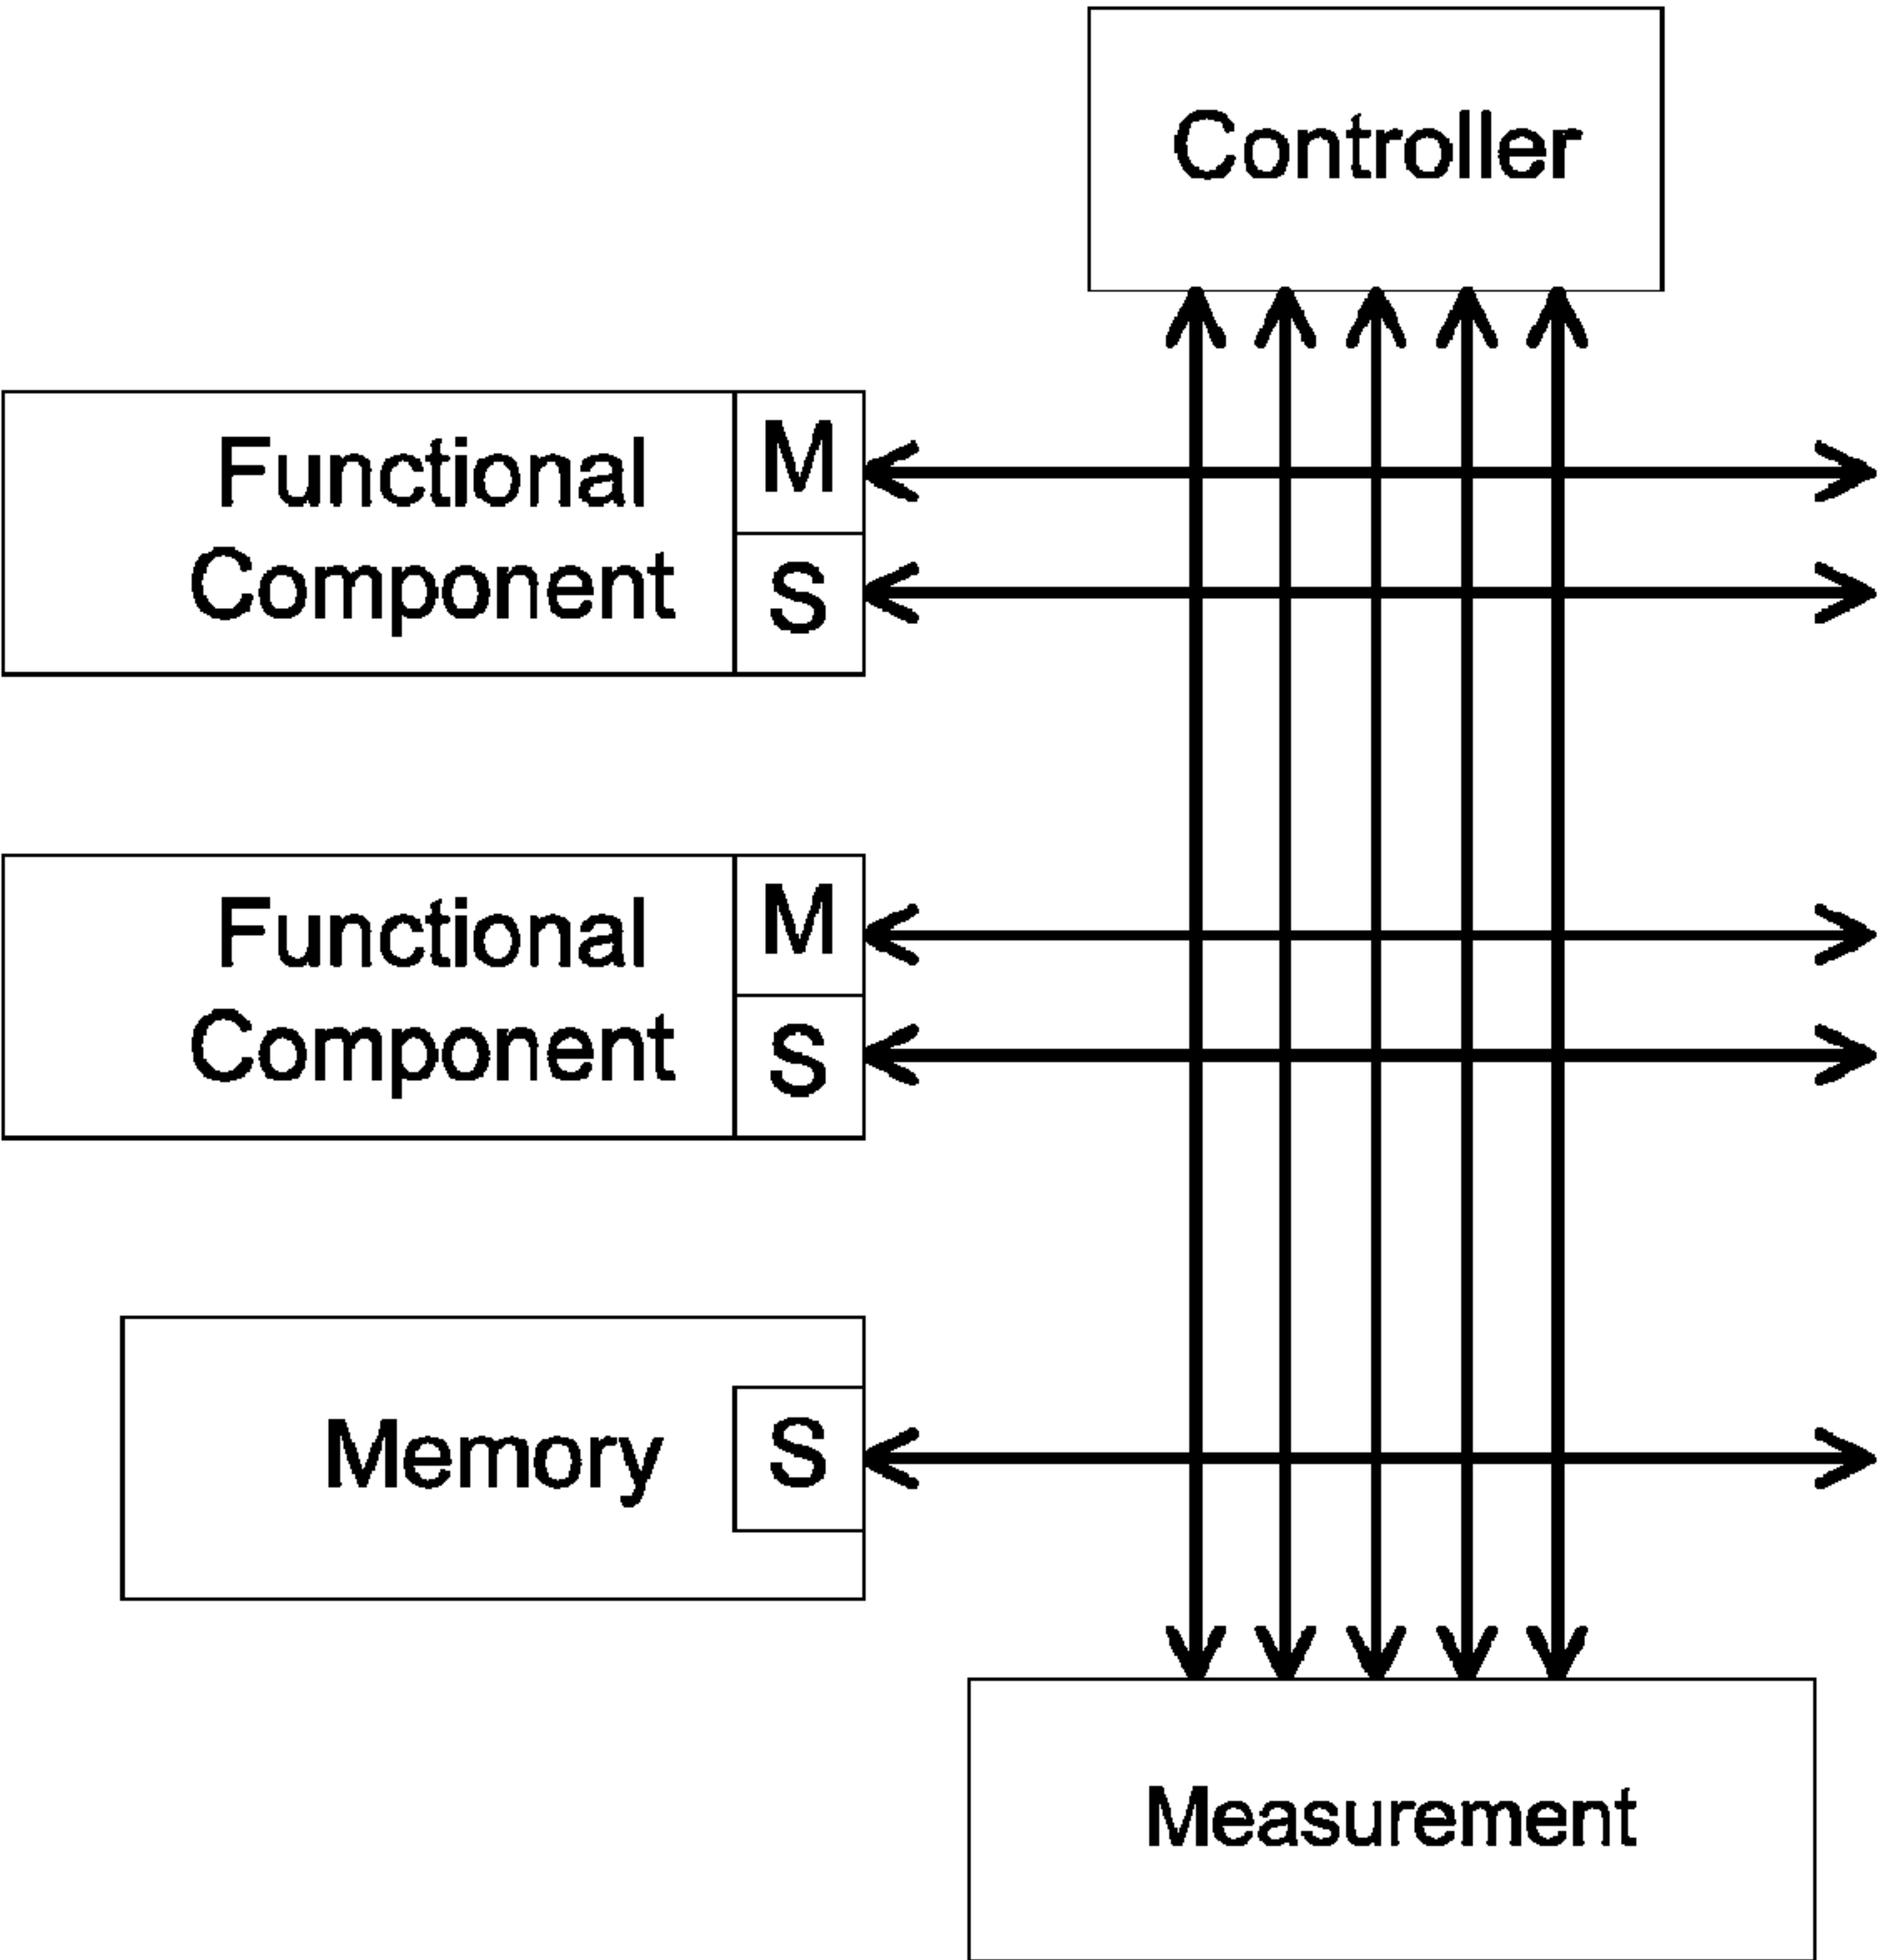 Controller
Functional
Component
M
S
Functional
Component
M
S
Memory
S
Measurement